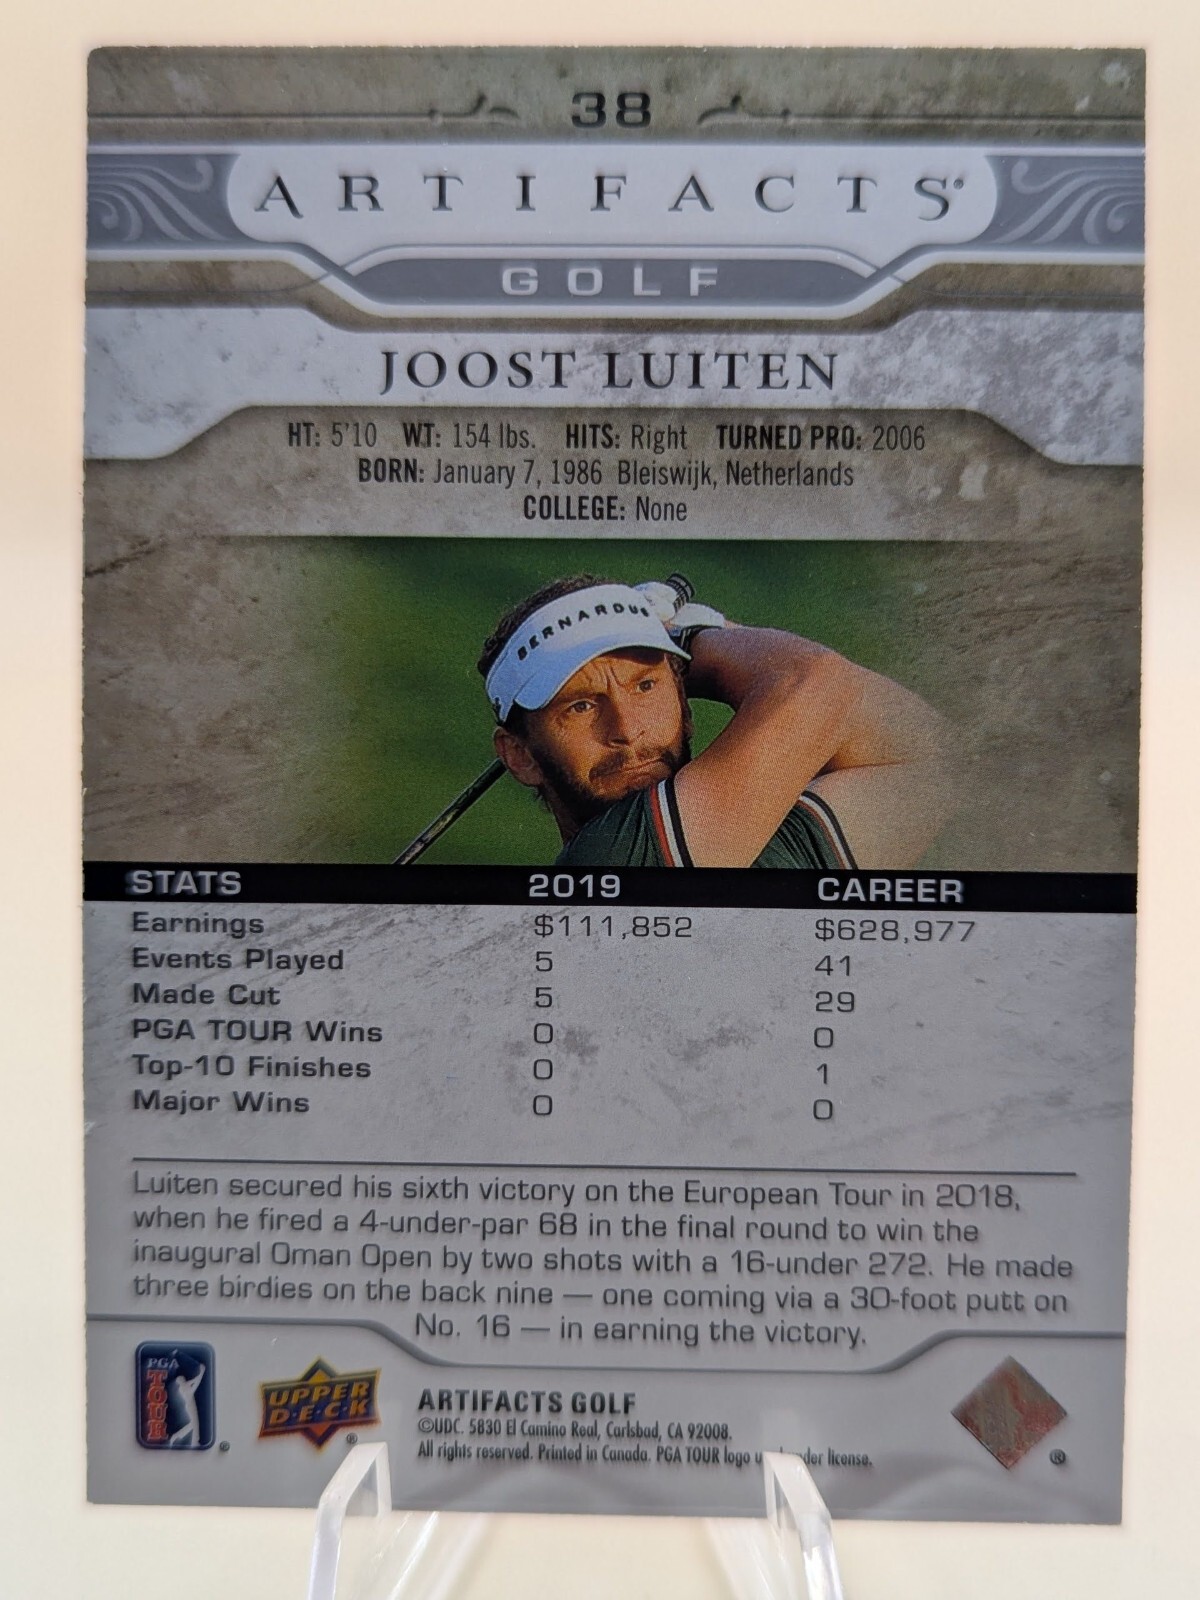 38
ARTIFACTS®
GOLF
JOOST LUITEN
HT: 5'10 WT: 154 lbs. HITS: Right TURNED PRO: 2006
BORN: January 7, 1986 Bleiswijk, Netherlands
COLLEGE: None
BERNARDUS
STATS 2019 CAREER
Earnings $111,852 $628,977
Events Played 5 41
Made Cut 5 29
PGA TOUR Wins 0 0
Top-10 Finishes 0 1
Major Wins 0 0
Luiten secured his sixth victory on the European Tour in 2018,
when he fired a 4-under-par 68 in the final round to win the
inaugural Oman Open by two shots with a 16-under 272. He made
three birdies on the back nine — one coming via a 30-foot putt on
No. 16 — in earning the victory.
PGA
TOUR
®
UPPER
D·E·C·K
®
ARTIFACTS GOLF
©UDC. 5830 El Camino Real, Carlsbad, CA 92008.
All rights reserved. Printed in Canada. PGA TOUR logo license.
®